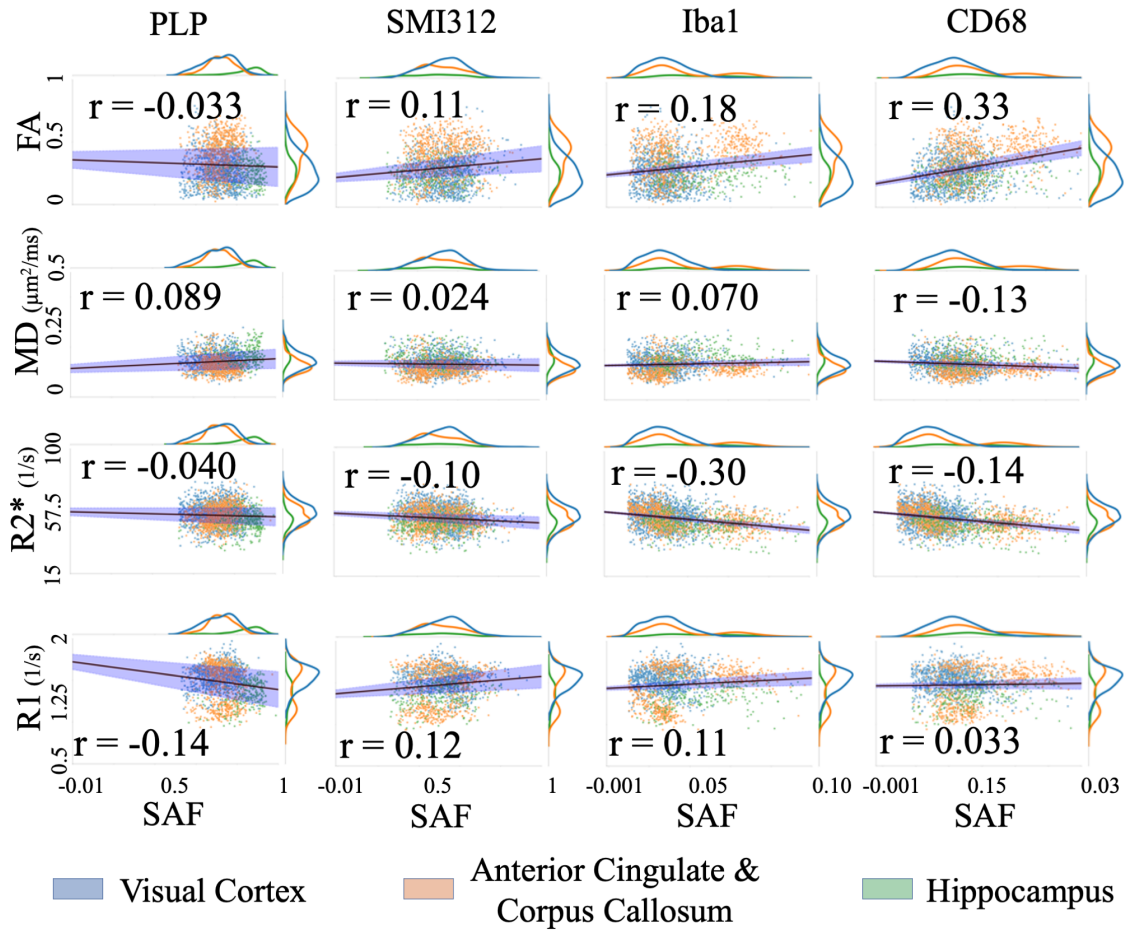 PLP SMI312 Iba1 CD68
FA
1
0.5
0
r = -0.033
r = 0.11
r = 0.18
r = 0.33
MD (μm²/ms)
0.5
0.25
0
r = 0.089
r = 0.024
r = 0.070
r = -0.13
R2* (1/s)
100
57.5
15
r = -0.040
r = -0.10
r = -0.30
r = -0.14
R1 (1/s)
2
1.25
0.5
r = -0.14
r = 0.12
r = 0.11
r = 0.033
-0.01 0.5 1 -0.01 0.5 1 -0.001 0.05 0.10 -0.001 0.15 0.03
SAF SAF SAF SAF
Visual Cortex
Anterior Cingulate &
Corpus Callosum
Hippocampus